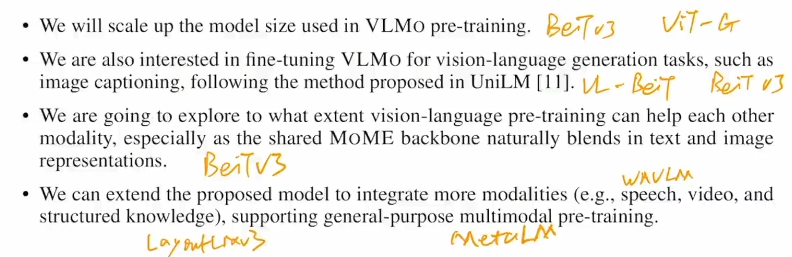 • We will scale up the model size used in VLMO pre-training. BeiTv3 ViT-G
• We are also interested in fine-tuning VLMO for vision-language generation tasks, such as
image captioning, following the method proposed in UniLM [11]. VL-BeiT BeiT v3
• We are going to explore to what extent vision-language pre-training can help each other
modality, especially as the shared MOME backbone naturally blends in text and image
representations. BeiTv3
WAVLM
• We can extend the proposed model to integrate more modalities (e.g., speech, video, and
structured knowledge), supporting general-purpose multimodal pre-training.
LayoutLMv3 MetaLM